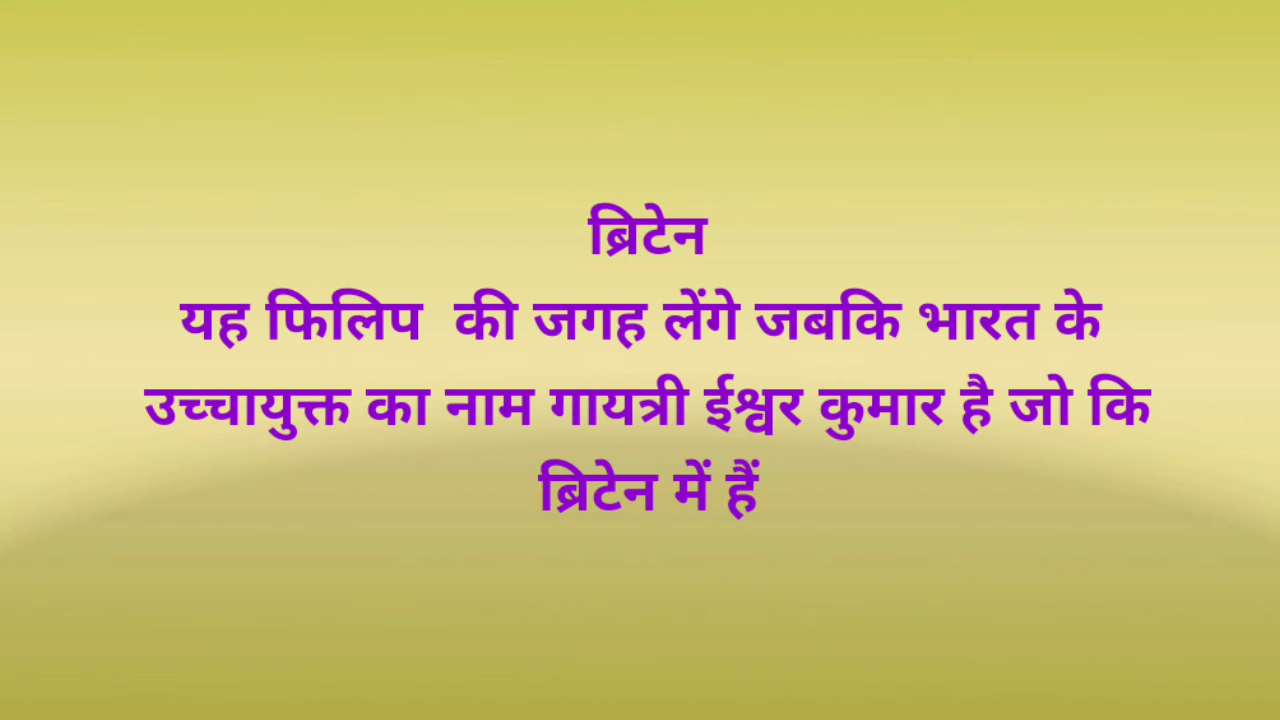 ब्रिटेन
यह फिलिप की जगह लेंगे जबकि भारत के
उच्चायुक्त का नाम गायत्री ईश्वर कुमार है जो कि
ब्रिटेन में हैं